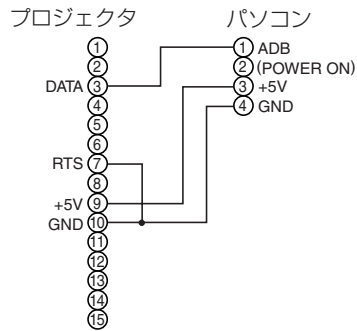 プロジェクタ
パソコン
1
2
DATA 3
4
5
6
RTS 7
8
+5V 9
GND 10
11
12
13
14
15
1 ADB
2 (POWER ON)
3 +5V
4 GND